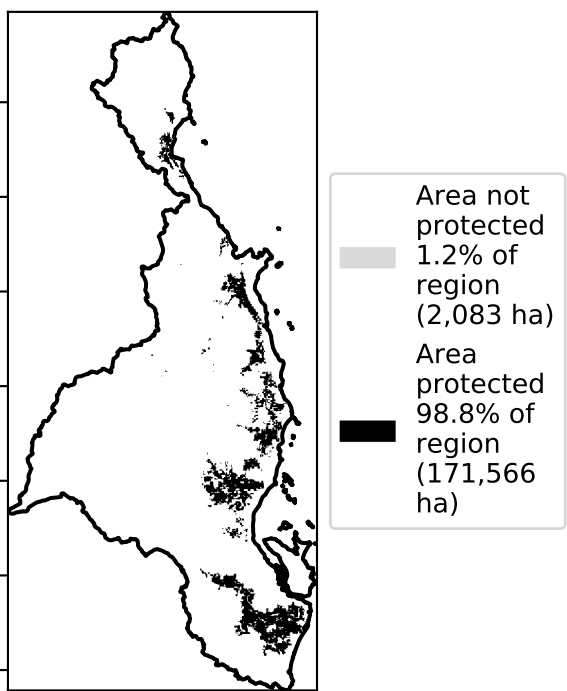 Area not
protected
1.2% of
region
(2,083 ha)
Area
protected
98.8% of
region
(171,566
ha)